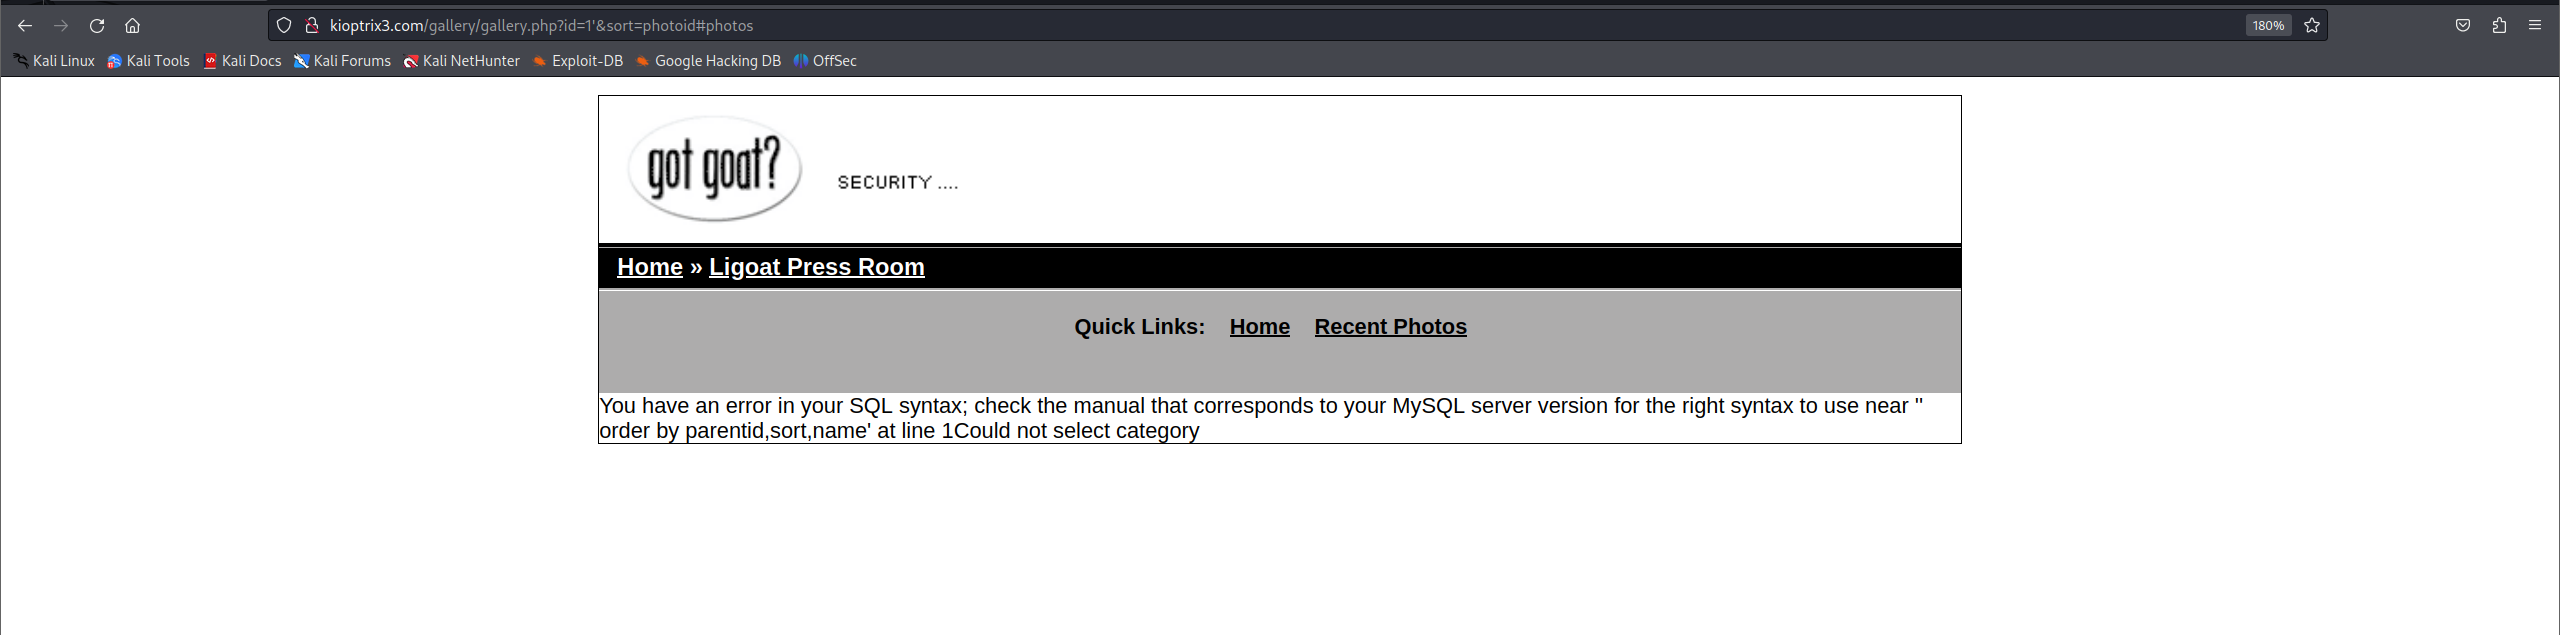 kioptrix3.com/gallery/gallery.php?id=1'&sort=photoid#photos
180%
Kali Linux Kali Tools Kali Docs Kali Forums Kali NetHunter Exploit-DB Google Hacking DB OffSec
got goat?
SECURITY ....
Home » Ligoat Press Room
Quick Links: Home Recent Photos
You have an error in your SQL syntax; check the manual that corresponds to your MySQL server version for the right syntax to use near ''
order by parentid,sort,name' at line 1Could not select category